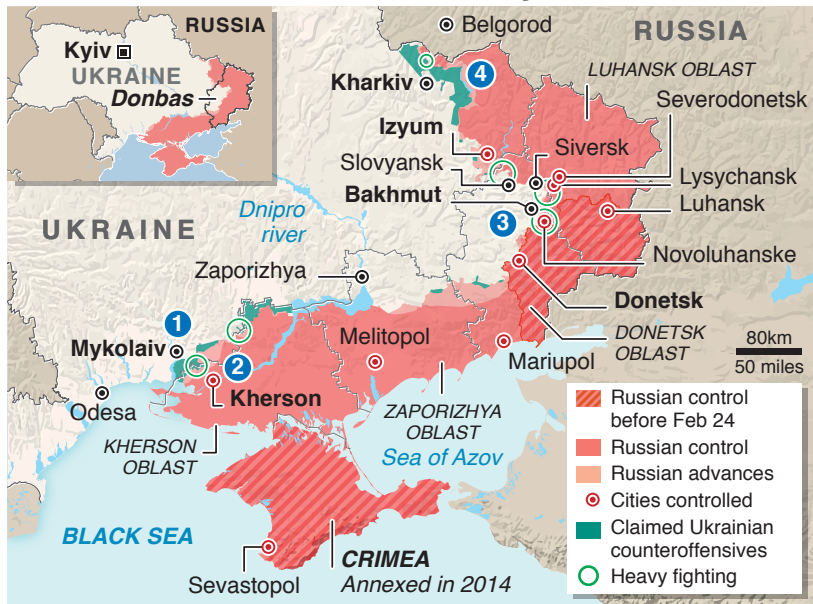 RUSSIA
Kyiv
UKRAINE
Donbas
Belgorod
RUSSIA
Kharkiv
4
LUHANSK OBLAST
Severodonetsk
Izyum
Siversk
Slovyansk
Lysychansk
Bakhmut
Luhansk
Dnipro
river
3
UKRAINE
Novoluhanske
Zaporizhya
Donetsk
1
Mykolaiv
Melitopol
DONETSK
OBLAST
80km
50 miles
2
Mariupol
Kherson
Odesa
ZAPORIZHYA
OBLAST
KHERSON
OBLAST
Sea of Azov
BLACK SEA
CRIMEA
Annexed in 2014
Sevastopol
Russian control
before Feb 24
Russian control
Russian advances
Cities controlled
Claimed Ukrainian
counteroffensives
Heavy fighting